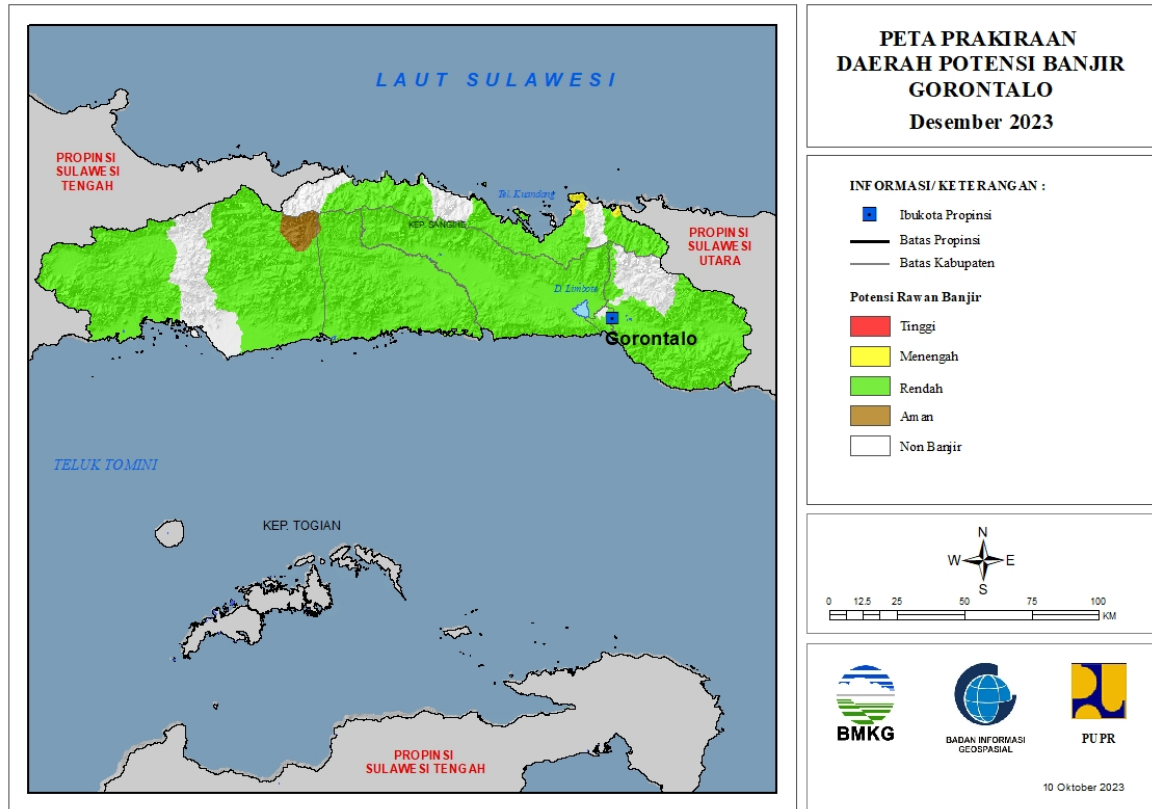 LAUT SULAWESI
PROPINSI
SULAWESI
TENGAH
Tel. Kuandang
KEP. SANGIHE
PROPINSI
SULAWESI
UTARA
D. Limboto
Gorontalo
TELUK TOMINI
KEP. TOGIAN
PROPINSI
SULAWESI TENGAH
PETA PRAKIRAAN
DAERAH POTENSI BANJIR
GORONTALO
Desember 2023
INFORMASI/ KETERANGAN :
Ibukota Propinsi
Batas Propinsi
Batas Kabupaten
Potensi Rawan Banjir
Tinggi
Menengah
Rendah
Aman
Non Banjir
N
W E
S
0 12.5 25 50 75 100
KM
BMKG
BADAN INFORMASI
GEOSPASIAL
PUPR
10 Oktober 2023